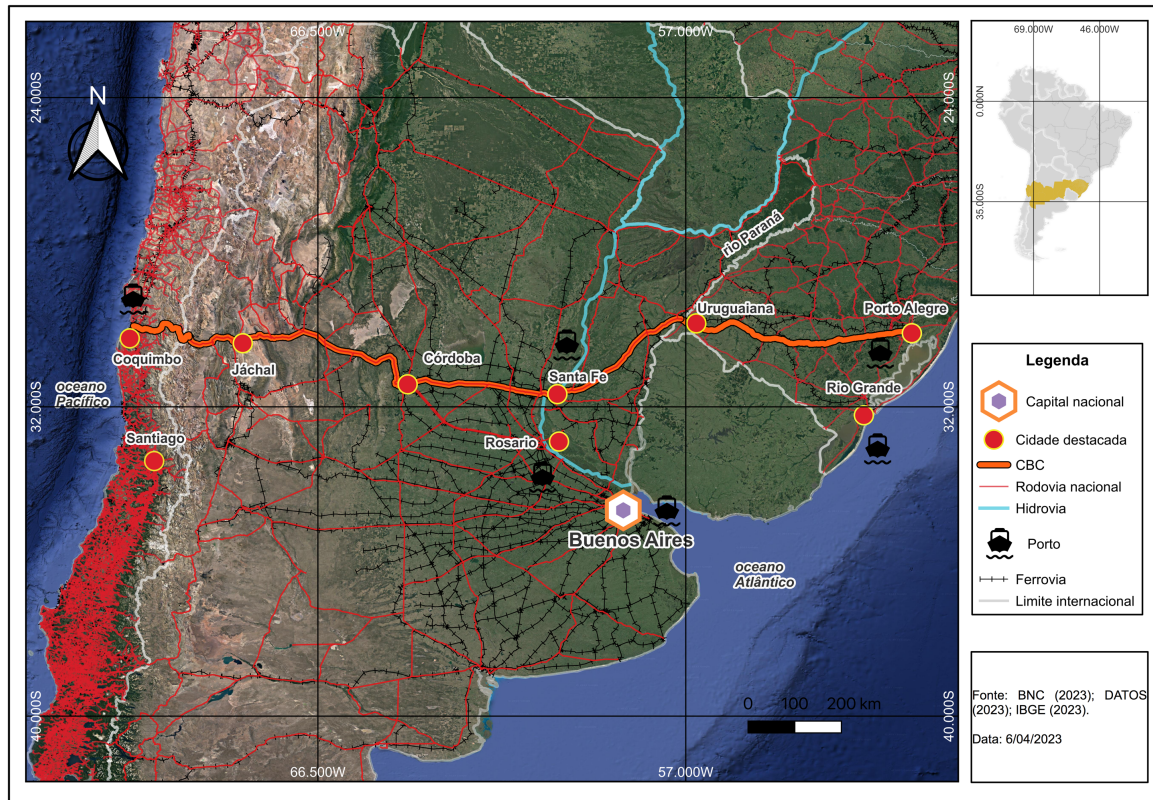 66.500W
57.000W
24.000S
24.000S
N
rio Paraná
Uruguaiana
Porto Alegre
Coquimbo
Jáchal
Córdoba
Santa Fe
Rio Grande
oceano
Pacífico
32.000S
32.000S
Santiago
Rosario
Buenos Aires
oceano
Atlântico
0 100 200 km
40.000S
40.000S
66.500W
57.000W
69.000W
46.000W
0.000N
35.000S
Legenda
Capital nacional
Cidade destacada
CBC
Rodovia nacional
Hidrovia
Porto
Ferrovia
Limite internacional
Fonte: BNC (2023); DATOS
(2023); IBGE (2023).
Data: 6/04/2023